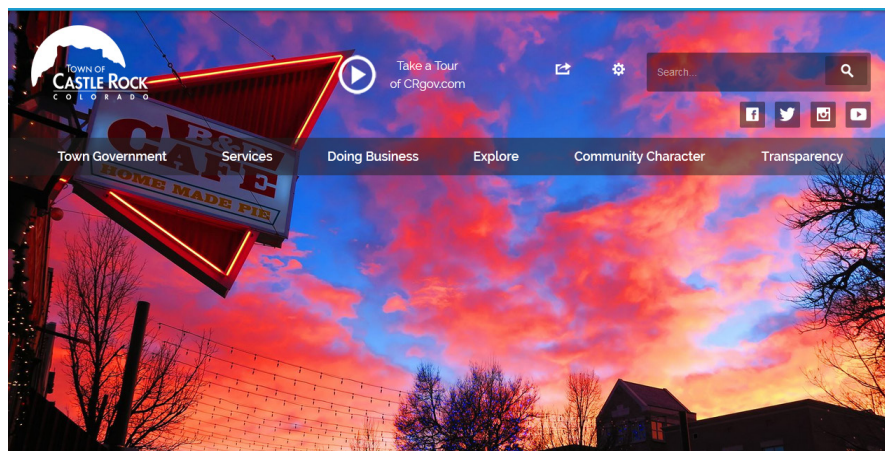 TOWN OF
CASTLE ROCK
COLORADO
Take a Tour
of CRgov.com
Search...
Town Government
Services
Doing Business
Explore
Community Character
Transparency
B&B
CAFE
HOME MADE PIE